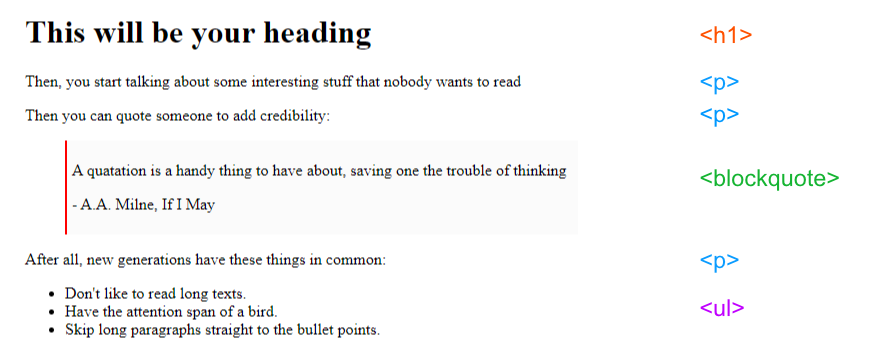 This will be your heading <h1>
Then, you start talking about some interesting stuff that nobody wants to read <p>
Then you can quote someone to add credibility: <p>
A quatation is a handy thing to have about, saving one the trouble of thinking
<blockquote>
- A.A. Milne, If I May
After all, new generations have these things in common: <p>
• Don't like to read long texts.
• Have the attention span of a bird. <ul>
• Skip long paragraphs straight to the bullet points.